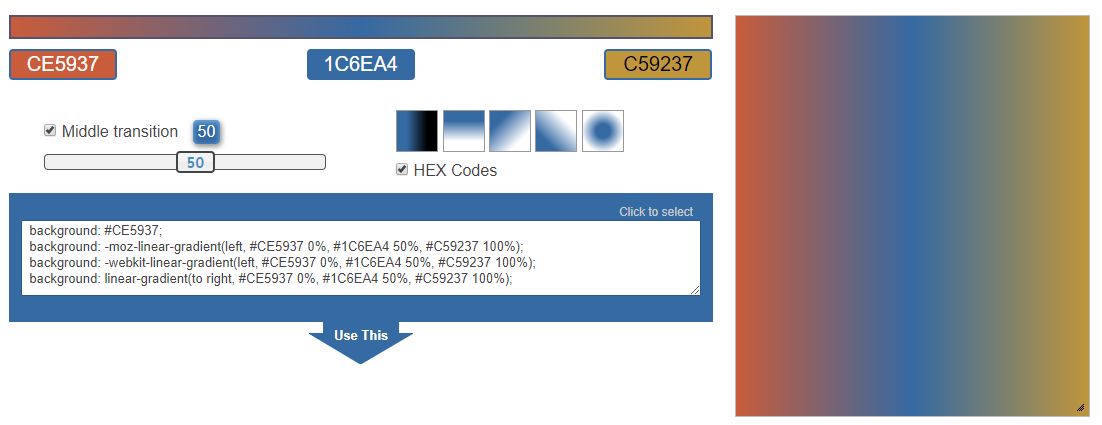 CE5937
1C6EA4
C59237
Middle transition 50
50
HEX Codes
Click to select
background: #CE5937;
background: -moz-linear-gradient(left, #CE5937 0%, #1C6EA4 50%, #C59237 100%);
background: -webkit-linear-gradient(left, #CE5937 0%, #1C6EA4 50%, #C59237 100%);
background: linear-gradient(to right, #CE5937 0%, #1C6EA4 50%, #C59237 100%);
Use This